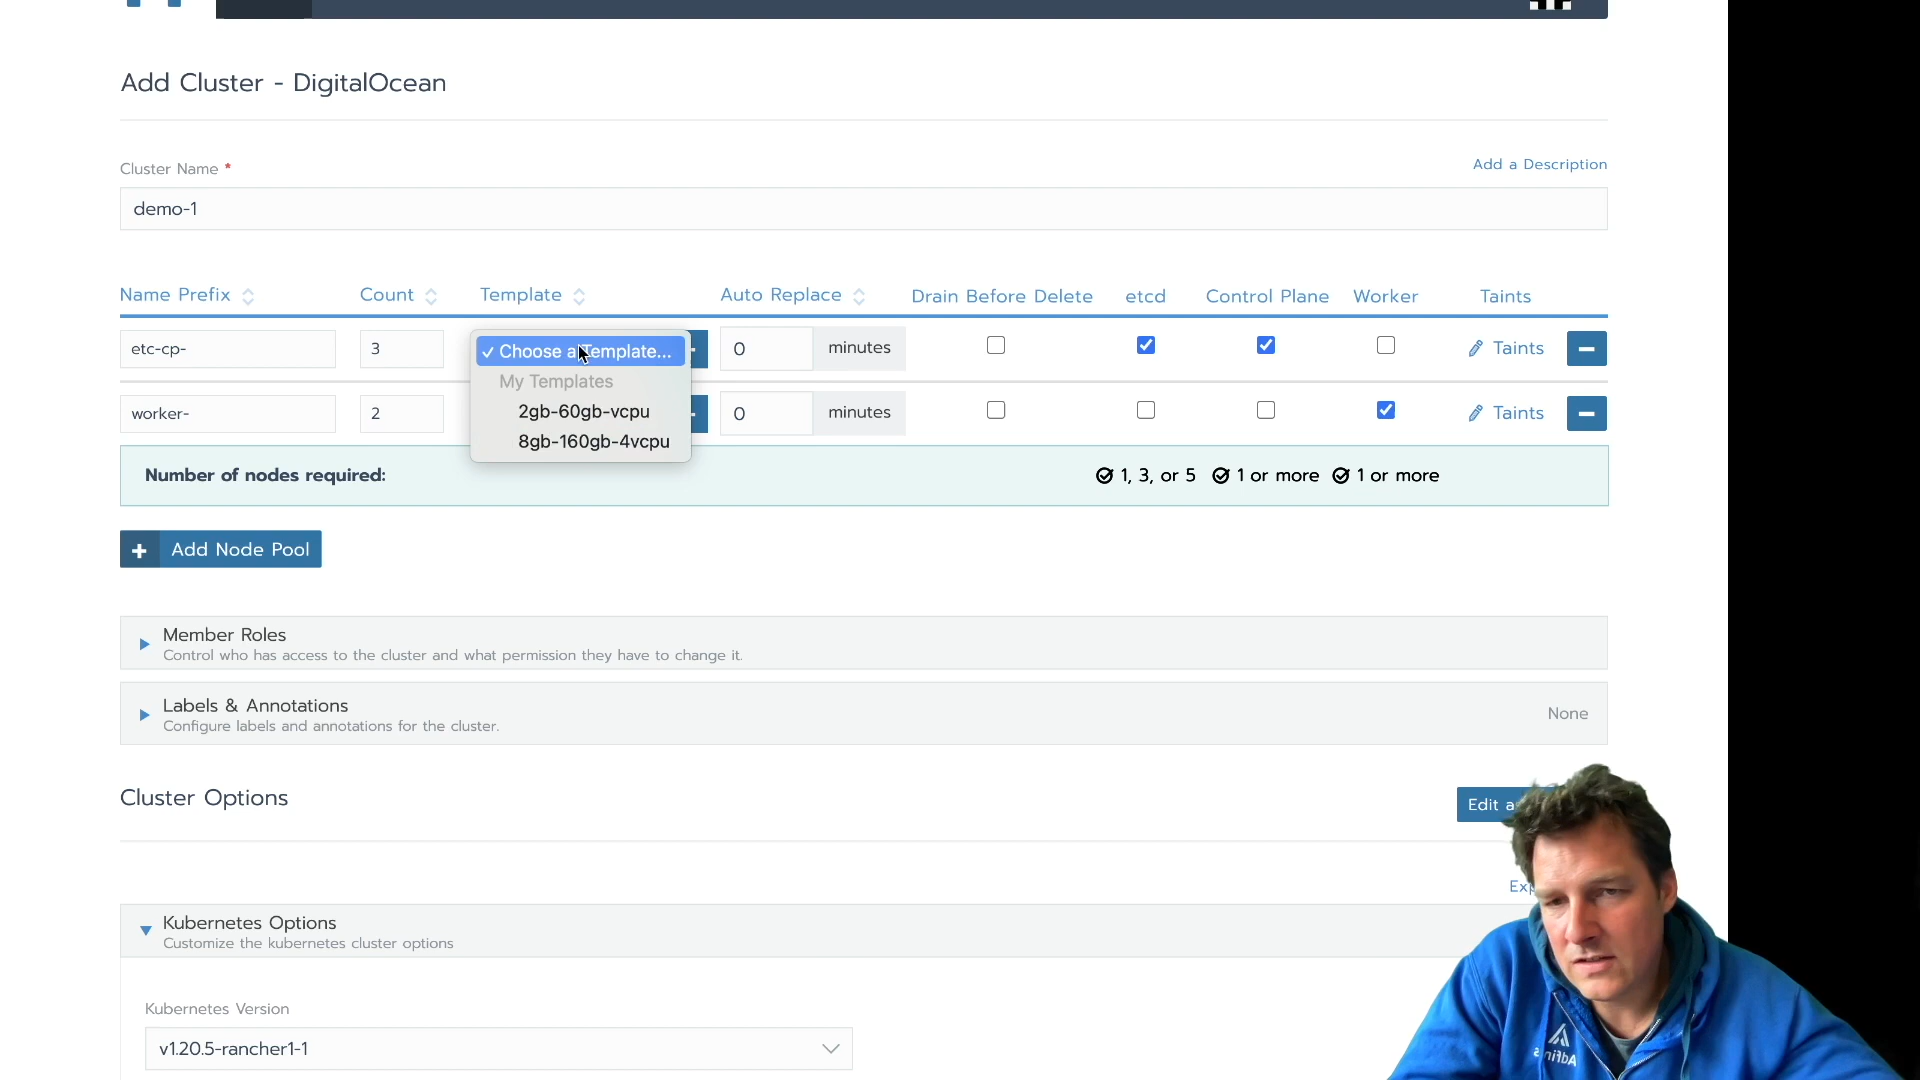 Add Cluster - DigitalOcean
Cluster Name *
Add a Description
demo-1
Name Prefix Count Template Auto Replace Drain Before Delete etcd Control Plane Worker Taints
etc-cp- 3 ✓ Choose a Template... 0 minutes Taints
My Templates
2gb-60gb-vcpu
worker- 2 0 minutes Taints
8gb-160gb-4vcpu
Number of nodes required: 1, 3, or 5 1 or more 1 or more
+ Add Node Pool
Member Roles
Control who has access to the cluster and what permission they have to change it.
Labels & Annotations
Configure labels and annotations for the cluster.
None
Cluster Options
Edit
Kubernetes Options
Customize the kubernetes cluster options
Kubernetes Version
v1.20.5-rancher1-1